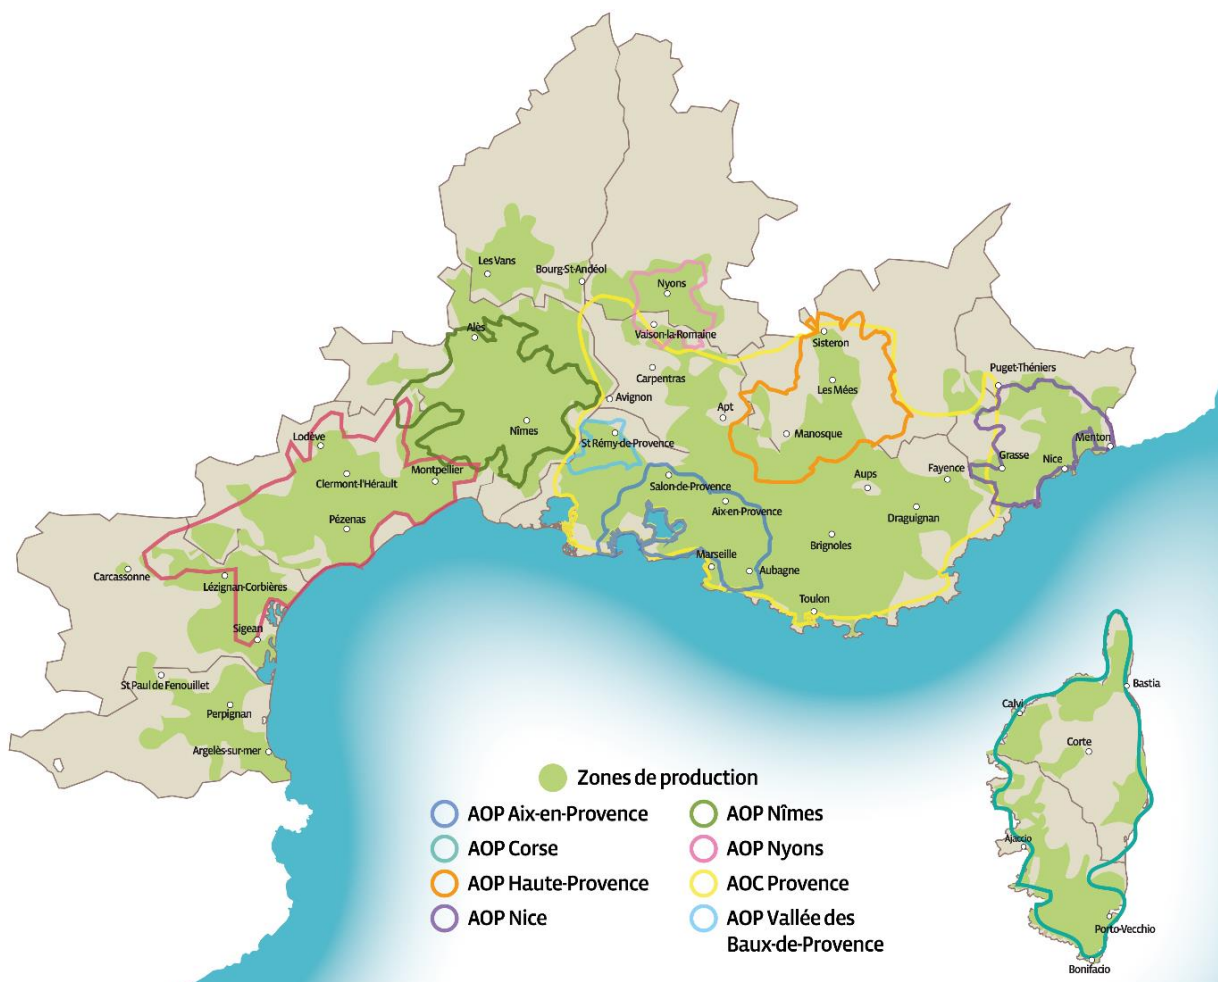 Les Vans
Bourg-St-Andéol
Nyons
Alès
Vaison-la-Romaine
Sisteron
Puget-Théniers
Carpentras
Les Mées
Avignon
Apt
Lodève
Nîmes
St Rémy-de-Provence
Manosque
Menton
Montpellier
Grasse
Nice
Clermont-l'Hérault
Salon-de-Provence
Aups
Fayence
Aix-en-Provence
Pézenas
Draguignan
Brignoles
Marseille
Carcassonne
Aubagne
Lézignan-Corbières
Toulon
Sigean
St Paul de Fenouillet
Perpignan
Argelès-sur-mer
Bastia
Calvi
Corte
Ajaccio
Porto-Vecchio
Bonifacio
Zones de production
AOP Aix-en-Provence
AOP Corse
AOP Haute-Provence
AOP Nice
AOP Nîmes
AOP Nyons
AOC Provence
AOP Vallée des
Baux-de-Provence